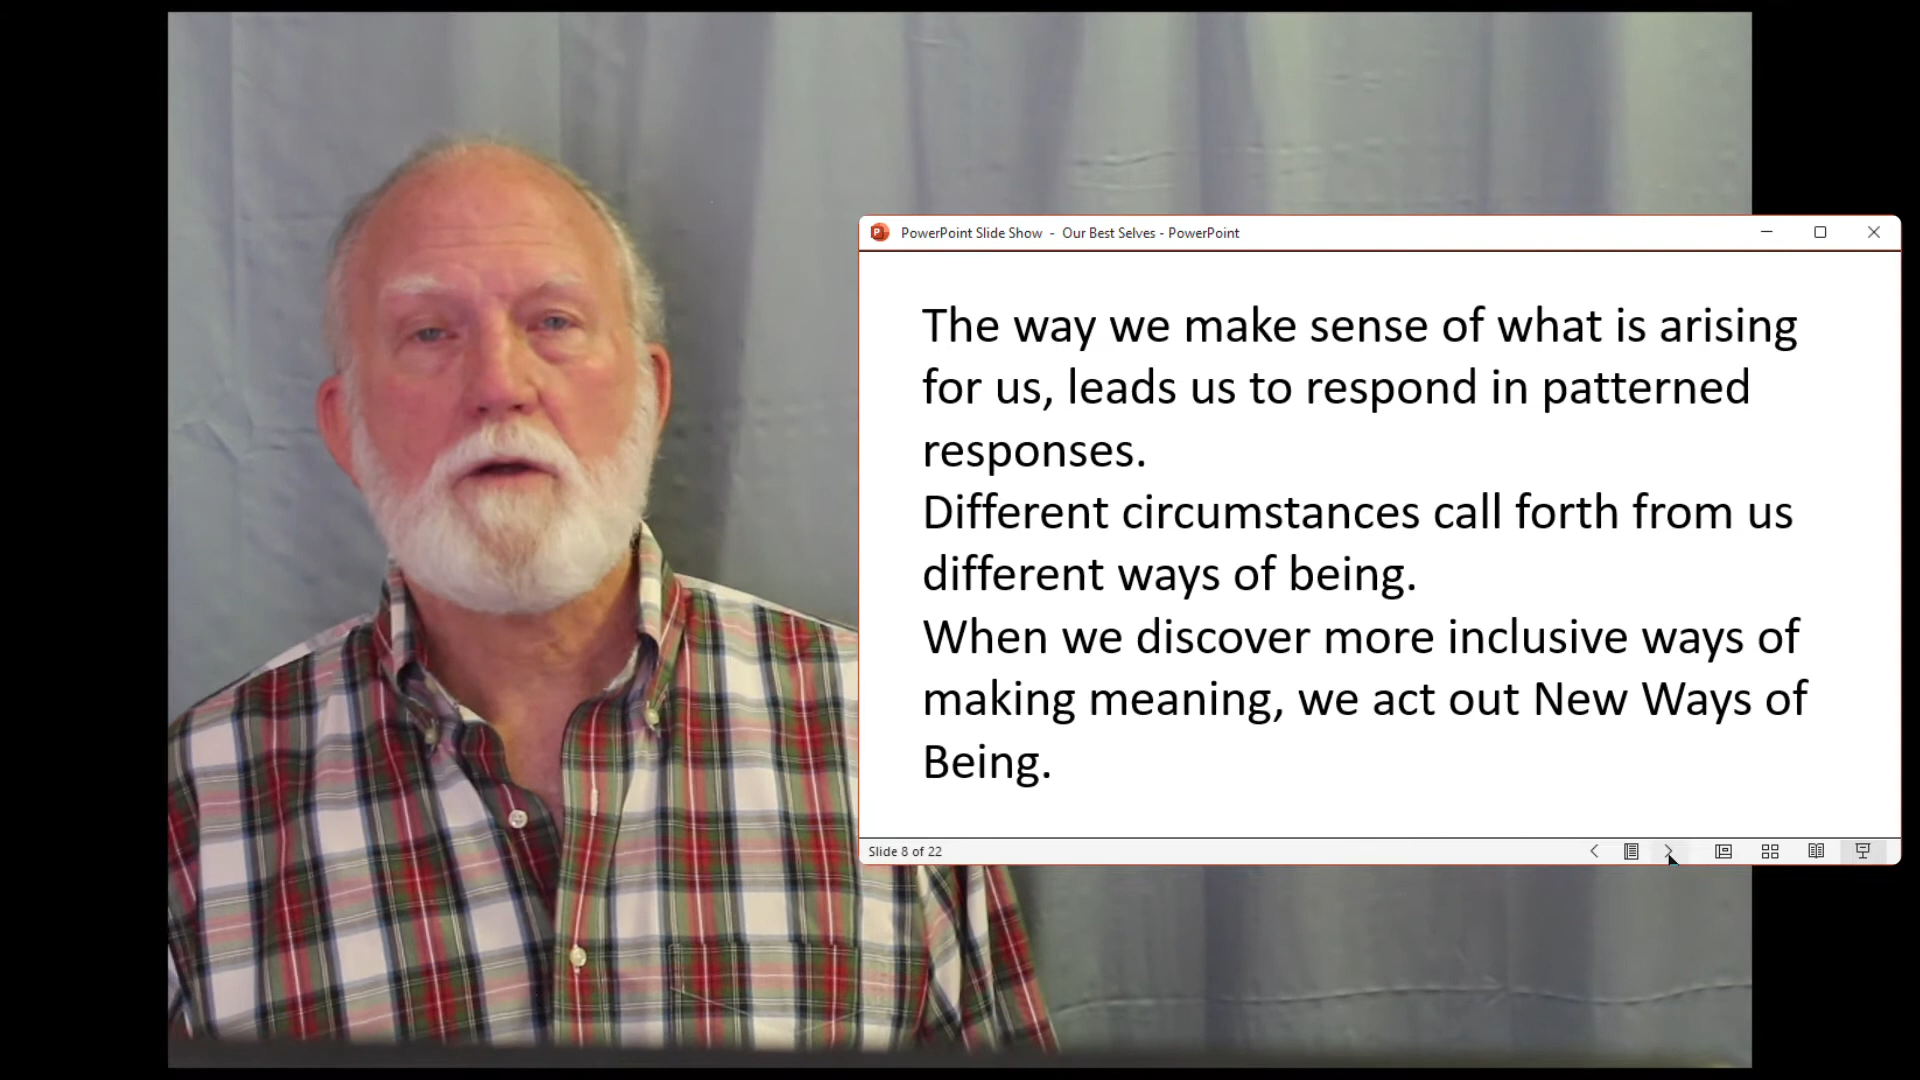 PowerPoint Slide Show - Our Best Selves - PowerPoint
The way we make sense of what is arising
for us, leads us to respond in patterned
responses.
Different circumstances call forth from us
different ways of being.
When we discover more inclusive ways of
making meaning, we act out New Ways of
Being.
Slide 8 of 22